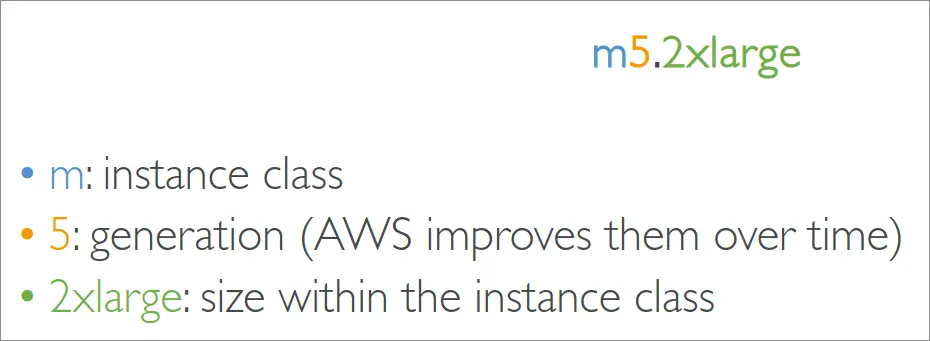 m5.2xlarge
• m: instance class
• 5: generation (AWS improves them over time)
• 2xlarge: size within the instance class